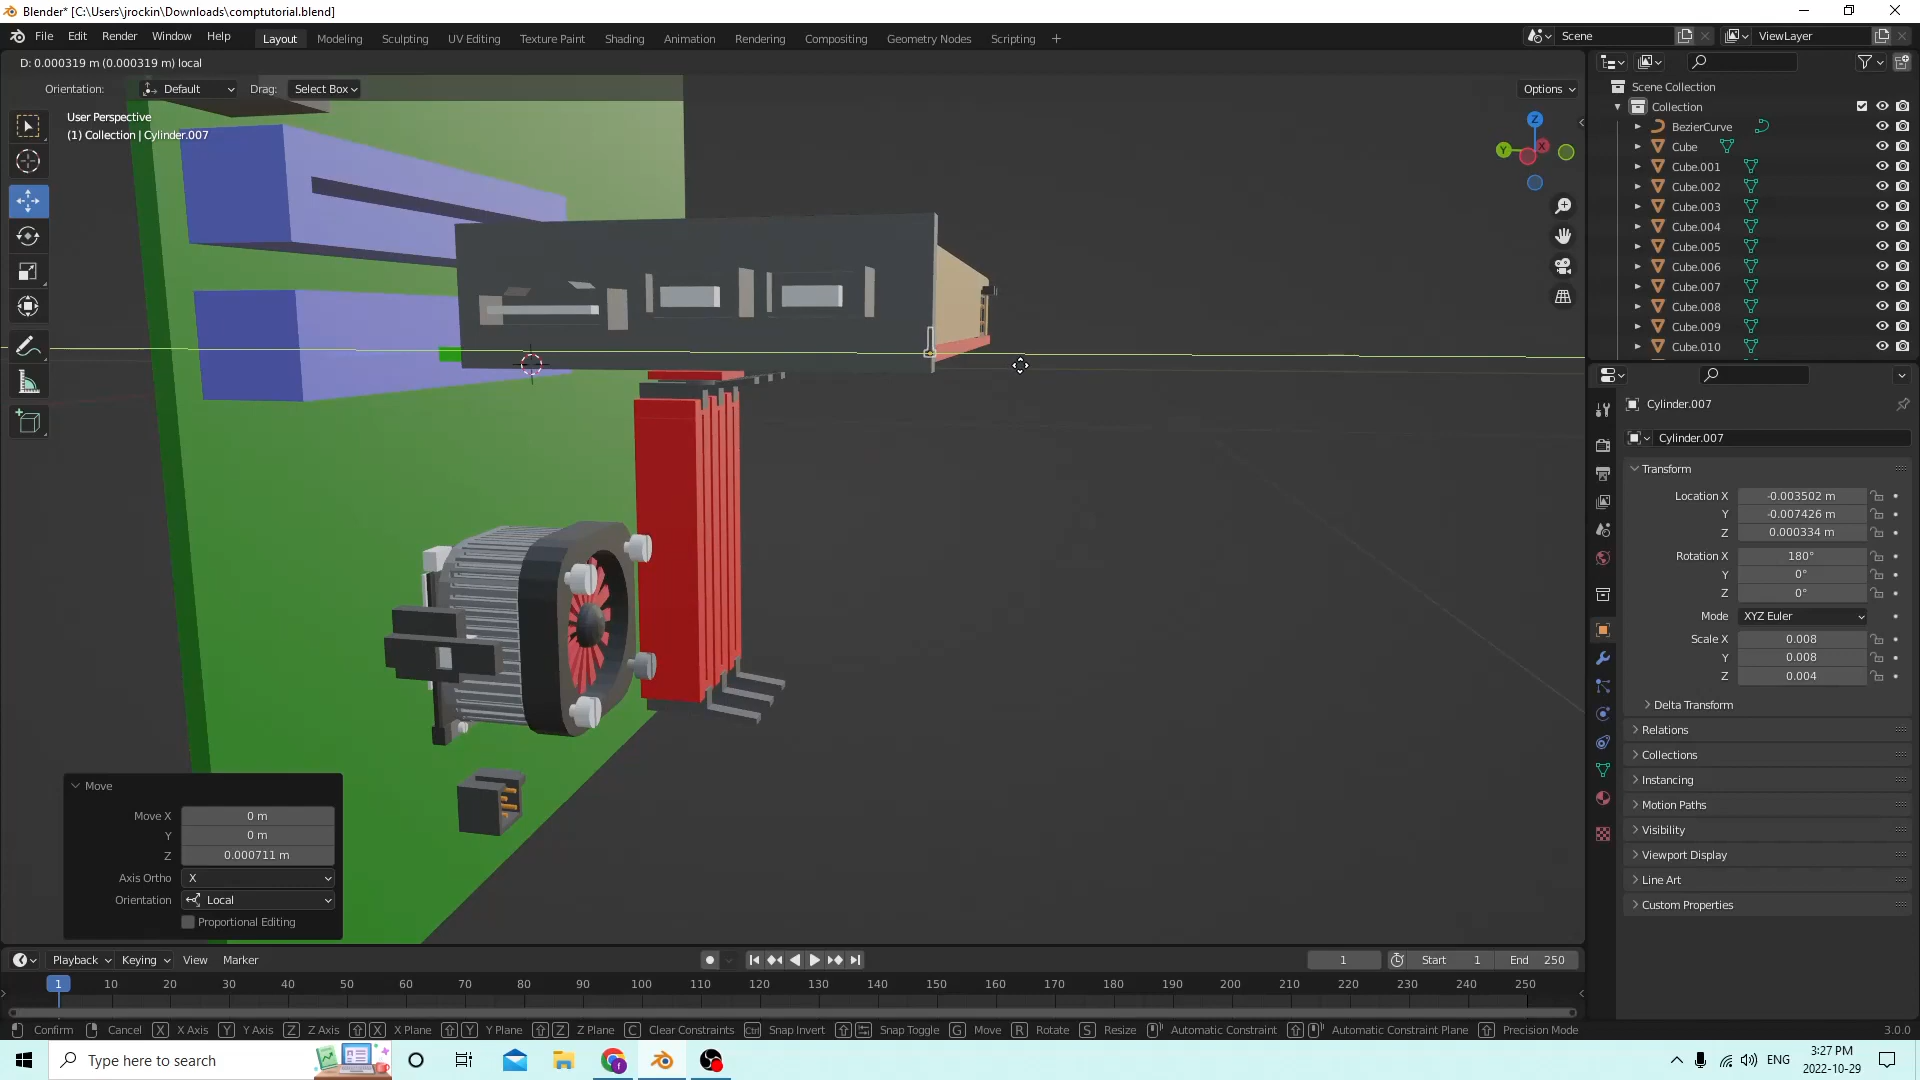 Blender* [C:\Users\jrockin\Downloads\comptutorial.blend]
File Edit Render Window Help
Layout Modeling Sculpting UV Editing Texture Paint Shading Animation Rendering Compositing Geometry Nodes Scripting +
Scene ViewLayer
D: 0.000319 m (0.000319 m) local
Orientation: Default Drag: Select Box Options
User Perspective
(1) Collection | Cylinder.007
Z
Y X
Scene Collection
Collection
BezierCurve
Cube
Cube.001
Cube.002
Cube.003
Cube.004
Cube.005
Cube.006
Cube.007
Cube.008
Cube.009
Cube.010
Cylinder.007
Cylinder.007
Transform
Location X -0.003502 m
Y -0.007426 m
Z 0.000334 m
Rotation X 180°
Y 0°
Z 0°
Mode XYZ Euler
Scale X 0.008
Y 0.008
Z 0.004
Delta Transform
Relations
Collections
Instancing
Motion Paths
Visibility
Viewport Display
Line Art
Custom Properties
Move
Move X 0 m
Y 0 m
Z 0.000711 m
Axis Ortho X
Orientation Local
Proportional Editing
Playback Keying View Marker 1 Start 1 End 250
1 10 20 30 40 50 60 70 80 90 100 110 120 130 140 150 160 170 180 190 200 210 220 230 240 250
Confirm Cancel X X Axis Y Y Axis Z Z Axis X X Plane Y Y Plane Z Z Plane C Clear Constraints Ctrl Snap Invert Snap Toggle G Move R Rotate S Resize Automatic Constraint Automatic Constraint Plane Precision Mode 3.0.0
Type here to search
ENG
3:27 PM
2022-10-29